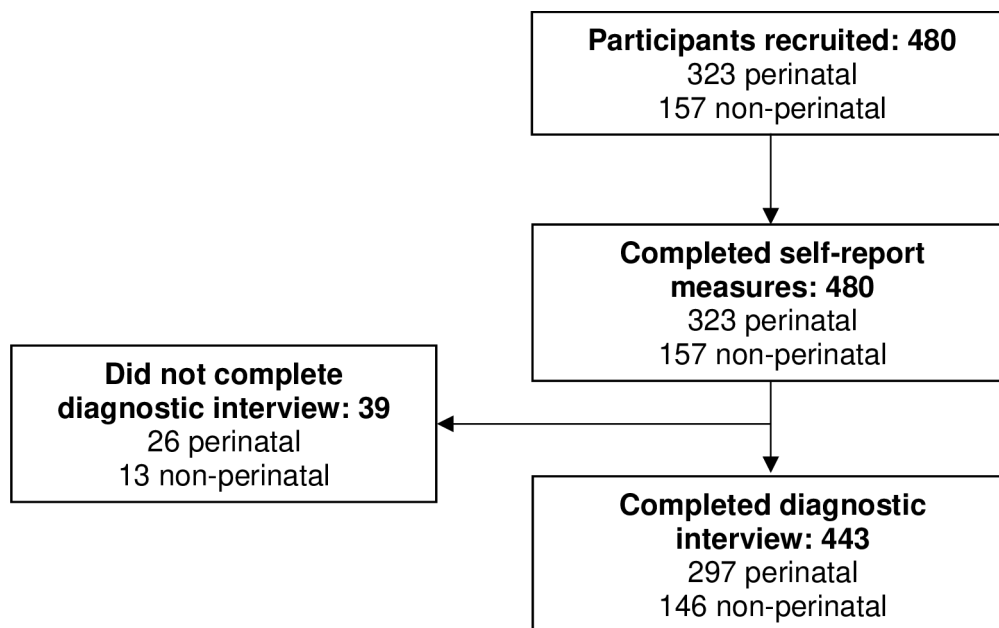 Participants recruited: 480
323 perinatal
157 non-perinatal
Completed self-report
measures: 480
323 perinatal
157 non-perinatal
Did not complete
diagnostic interview: 39
26 perinatal
13 non-perinatal
Completed diagnostic
interview: 443
297 perinatal
146 non-perinatal